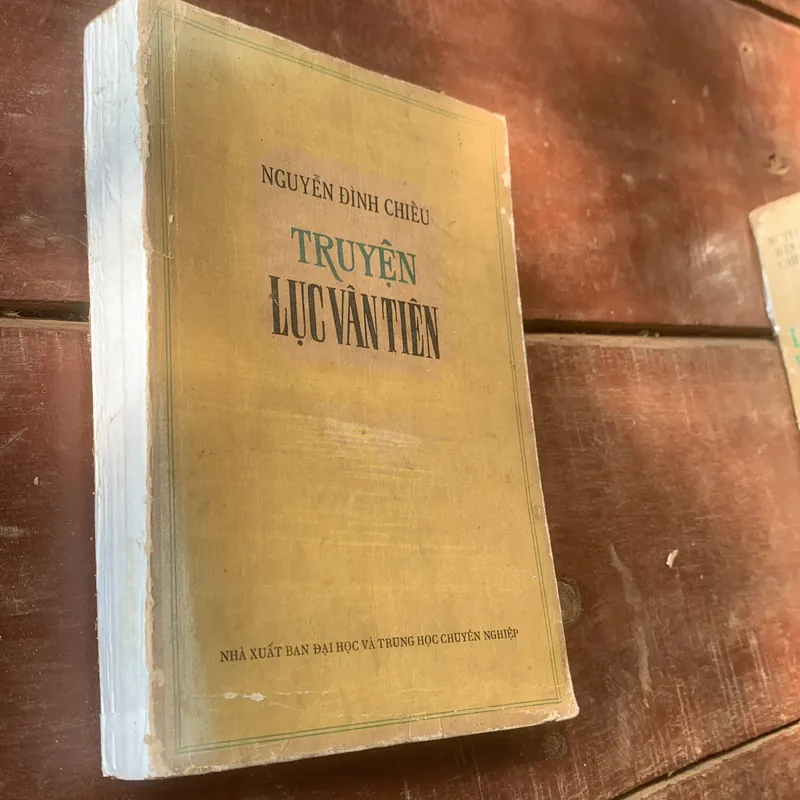 NGUYỄN ĐÌNH CHIỂU
TRUYỆN
LỤC VÂN TIÊN
NHÀ XUẤT BẢN ĐẠI HỌC VÀ TRUNG HỌC CHUYÊN NGHIỆP